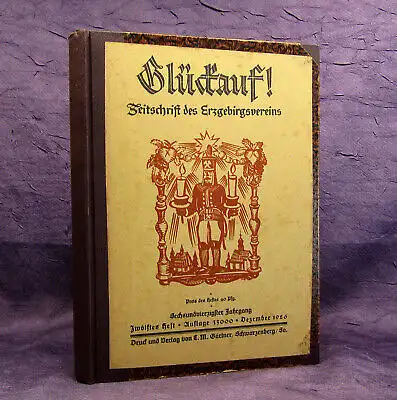 Glückauf!
Zeitschrift des Erzgebirgsvereins
Preis des Heftes 40 Pfg.
Sechsundvierzigster Jahrgang
Zwölftes Heft • Auflage 33000 • Dezember 1926
Druck und Verlag von C. M. Gärtner, Schwarzenberg/Sa.